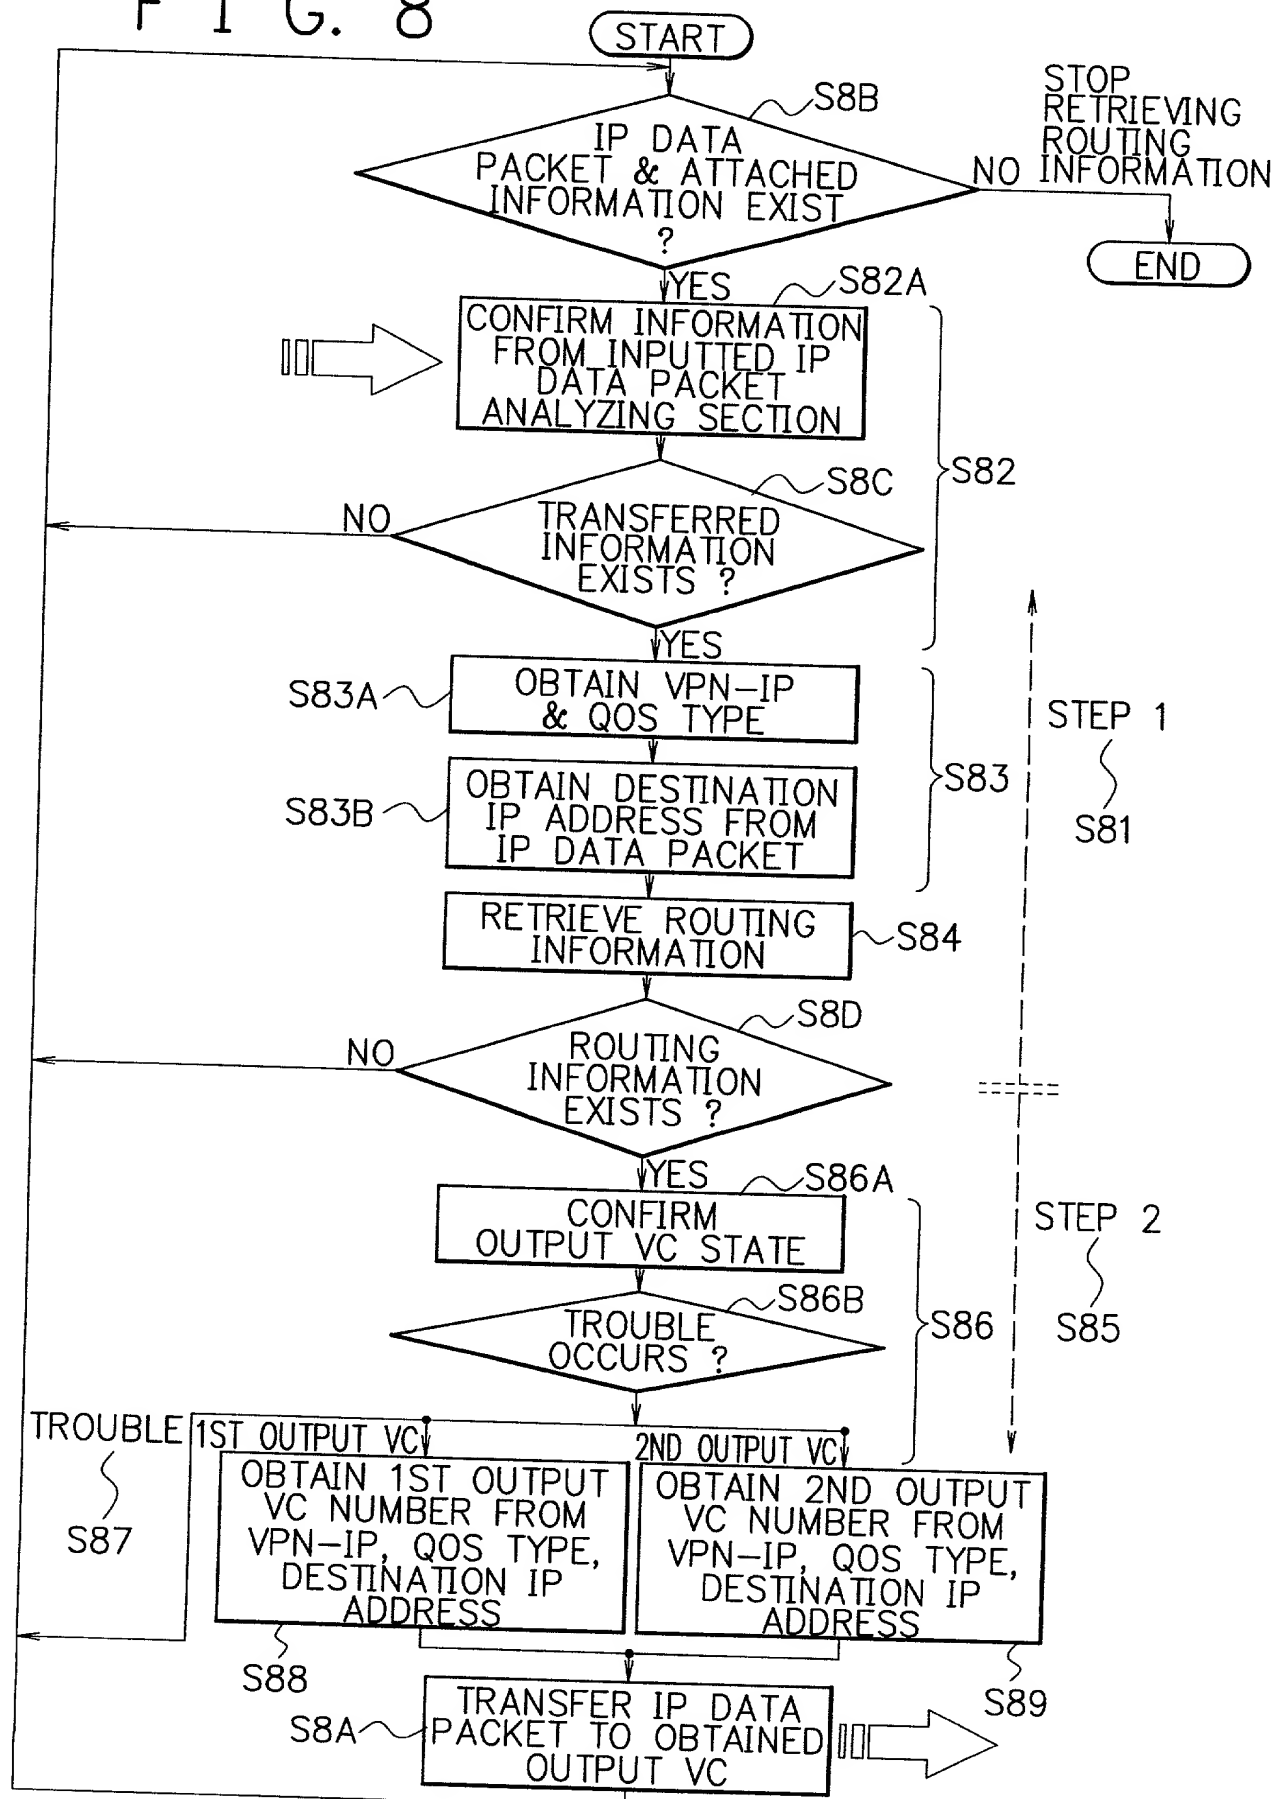 FIG. 8
START
S8B
STOP
RETRIEVING
ROUTING
INFORMATION
IP DATA
PACKET & ATTACHED
INFORMATION EXIST
?
NO
END
YES
S82A
CONFIRM INFORMATION
FROM INPUTTED IP
DATA PACKET
ANALYZING SECTION
S82
S8C
NO
TRANSFERRED
INFORMATION
EXISTS ?
YES
S83A
OBTAIN VPN-IP
& QOS TYPE
STEP 1
S83
S83B
OBTAIN DESTINATION
IP ADDRESS FROM
IP DATA PACKET
S81
RETRIEVE ROUTING
INFORMATION
S84
S8D
NO
ROUTING
INFORMATION
EXISTS ?
YES
S86A
CONFIRM
OUTPUT VC STATE
STEP 2
S86B
S86
S85
TROUBLE
OCCURS ?
TROUBLE
S87
1ST OUTPUT VC
2ND OUTPUT VC
OBTAIN 1ST OUTPUT
VC NUMBER FROM
VPN-IP, QOS TYPE,
DESTINATION IP
ADDRESS
OBTAIN 2ND OUTPUT
VC NUMBER FROM
VPN-IP, QOS TYPE,
DESTINATION IP
ADDRESS
S88
S89
S8A
TRANSFER IP DATA
PACKET TO OBTAINED
OUTPUT VC